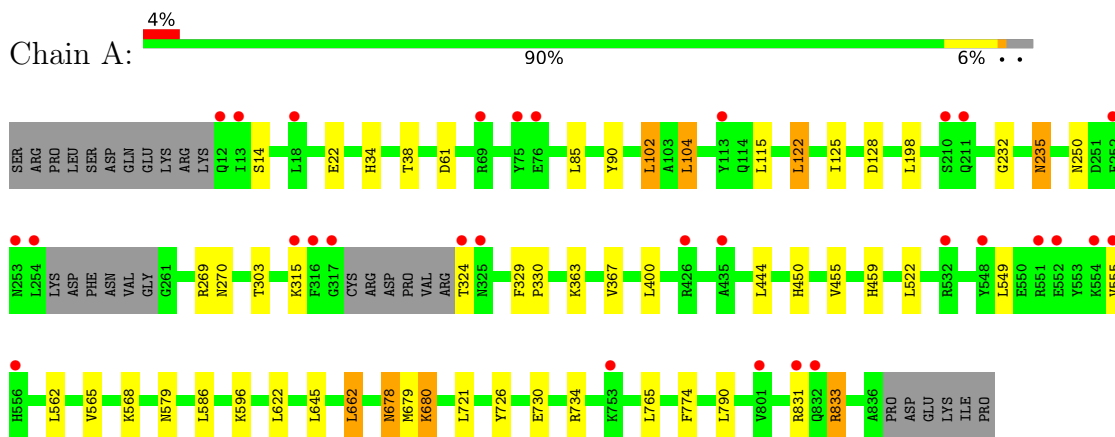 4%
Chain A:
90% 6% • •
SER ARG PRO LEU SER ASP GLN GLU LYS ARG LYS Q12 I13 S14 L18 E22 H34 T38 D61 R69 Y75 E76 L85 Y90 L102 A103 L104 Y113 Q114 L115 L122 I125 D128 L198 S210 Q211 G232 N235 N250 D251 E252
N253 L254 LYS ASP PHE ASN VAL GLY G261 R269 N270 T303 K315 F316 G317 CYS ARG ASP PRO VAL ARG T324 N325 F329 P330 K363 V367 L400 R426 A435 L444 H450 V455 H459 L522 R532 Y548 L549 E550 R551 E552 Y553 K554 V555
H556 L562 V565 K568 N579 L586 K596 L622 L645 L662 N678 M679 K680 L721 Y726 E730 R734 K753 L765 F774 L790 V801 R831 Q832 R833 A836 PRO ASP GLU LYS ILE PRO